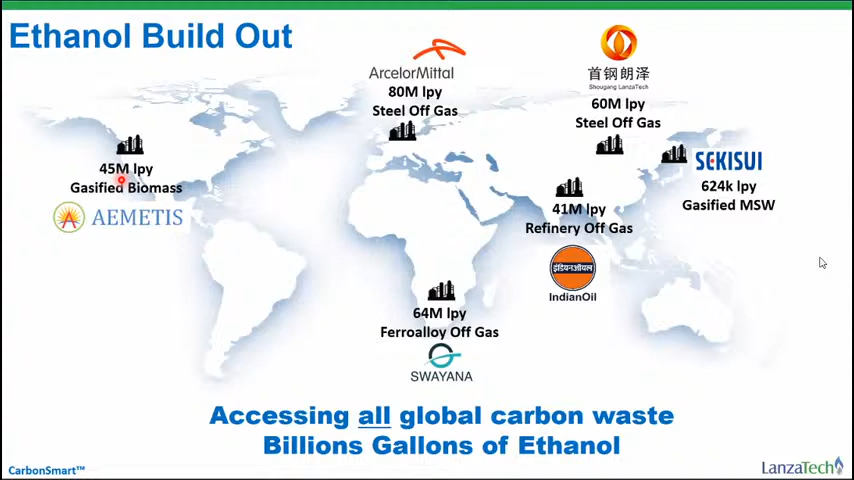 Ethanol Build Out
ArcelorMittal
80M lpy
Steel Off Gas
首钢朗泽
Shougang LanzaTech
60M lpy
Steel Off Gas
45M lpy
Gasified Biomass
AEMETIS
SEKISUI
624k lpy
Gasified MSW
41M lpy
Refinery Off Gas
इंडियनऑयल
IndianOil
64M lpy
Ferroalloy Off Gas
SWAYANA
Accessing all global carbon waste
Billions Gallons of Ethanol
CarbonSmart™
LanzaTech